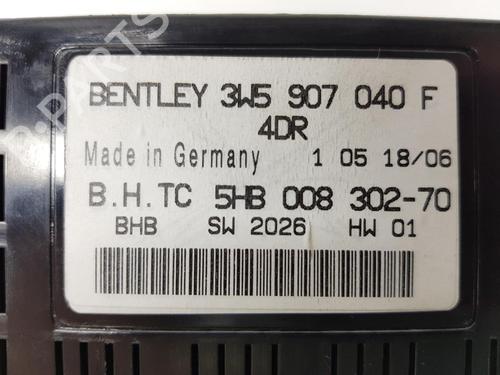 BENTLEY 3W5 907 040 F
4DR
Made in Germany 1 05 18/06
B.H.TC 5HB 008 302-70
BHB SW 2026 HW 01
B.PARTS